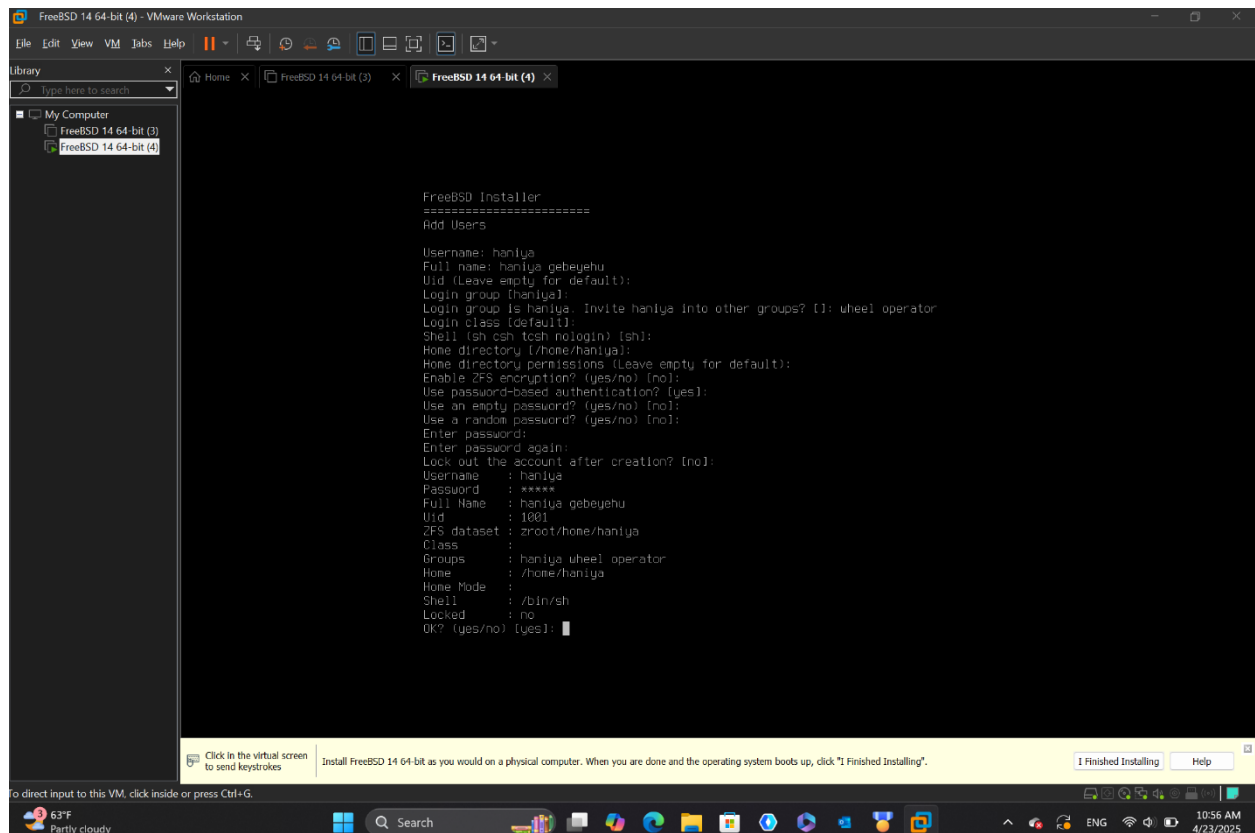 FreeBSD 14 64-bit (4) - VMware Workstation
File Edit View VM Tabs Help
Library
Type here to search
My Computer
FreeBSD 14 64-bit (3)
FreeBSD 14 64-bit (4)
Home
FreeBSD 14 64-bit (3)
FreeBSD 14 64-bit (4)
FreeBSD Installer
========================
Add Users
Username: haniya
Full name: haniya gebeyehu
Uid (Leave empty for default):
Login group [haniya]:
Login group is haniya. Invite haniya into other groups? []: wheel operator
Login class [default]:
Shell (sh csh tcsh nologin) [sh]:
Home directory [/home/haniya]:
Home directory permissions (Leave empty for default):
Enable ZFS encryption? (yes/no) [no]:
Use password-based authentication? [yes]:
Use an empty password? (yes/no) [no]:
Use a random password? (yes/no) [no]:
Enter password:
Enter password again:
Lock out the account after creation? [no]:
Username : haniya
Password : *****
Full Name : haniya gebeyehu
Uid : 1001
ZFS dataset : zroot/home/haniya
Class :
Groups : haniya wheel operator
Home : /home/haniya
Home Mode :
Shell : /bin/sh
Locked : no
OK? (yes/no) [yes]:
Click in the virtual screen
to send keystrokes
Install FreeBSD 14 64-bit as you would on a physical computer. When you are done and the operating system boots up, click "I Finished Installing".
I Finished Installing
Help
To direct input to this VM, click inside or press Ctrl+G.
3
63°F
Partly cloudy
Search
ENG
10:56 AM
4/23/2025